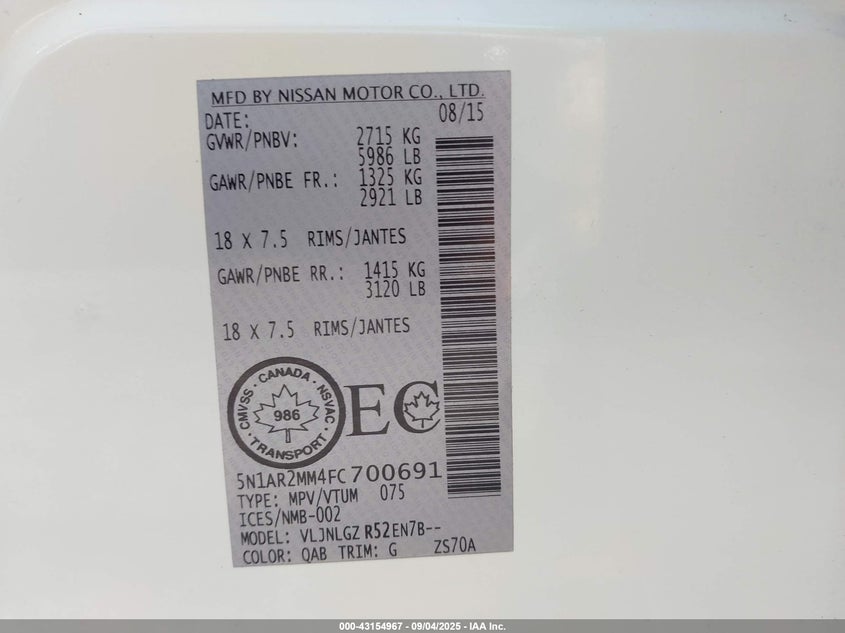 MFD BY NISSAN MOTOR CO., LTD.
DATE: 08/15
GVWR/PNBV: 2715 KG
5986 LB
GAWR/PNBE FR.: 1325 KG
2921 LB
18 X 7.5 RIMS/JANTES
GAWR/PNBE RR.: 1415 KG
3120 LB
18 X 7.5 RIMS/JANTES
CMVSS · CANADA · NSVAC · TRANSPORT ·
986
EC
5N1AR2MM4FC700691
TYPE: MPV/VTUM 075
ICES/NMB-002
MODEL: VLJNLGZ R52EN7B--
COLOR: QAB TRIM: G ZS70A
000-43154967 - 09/04/2025 - IAA Inc.